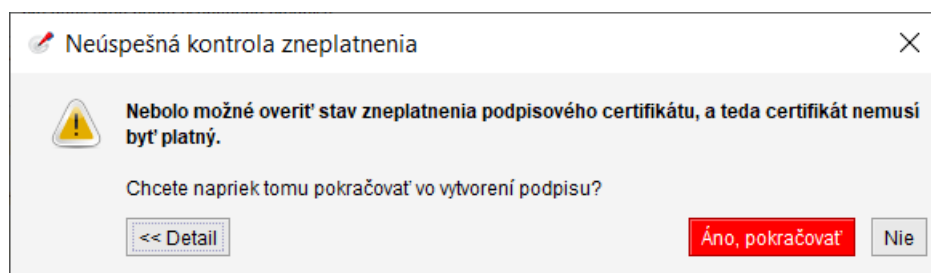 Neúspešná kontrola zneplatnenia
Nebolo možné overiť stav zneplatnenia podpisového certifikátu, a teda certifikát nemusí
byť platný.
Chcete napriek tomu pokračovať vo vytvorení podpisu?
<< Detail
Áno, pokračovať
Nie